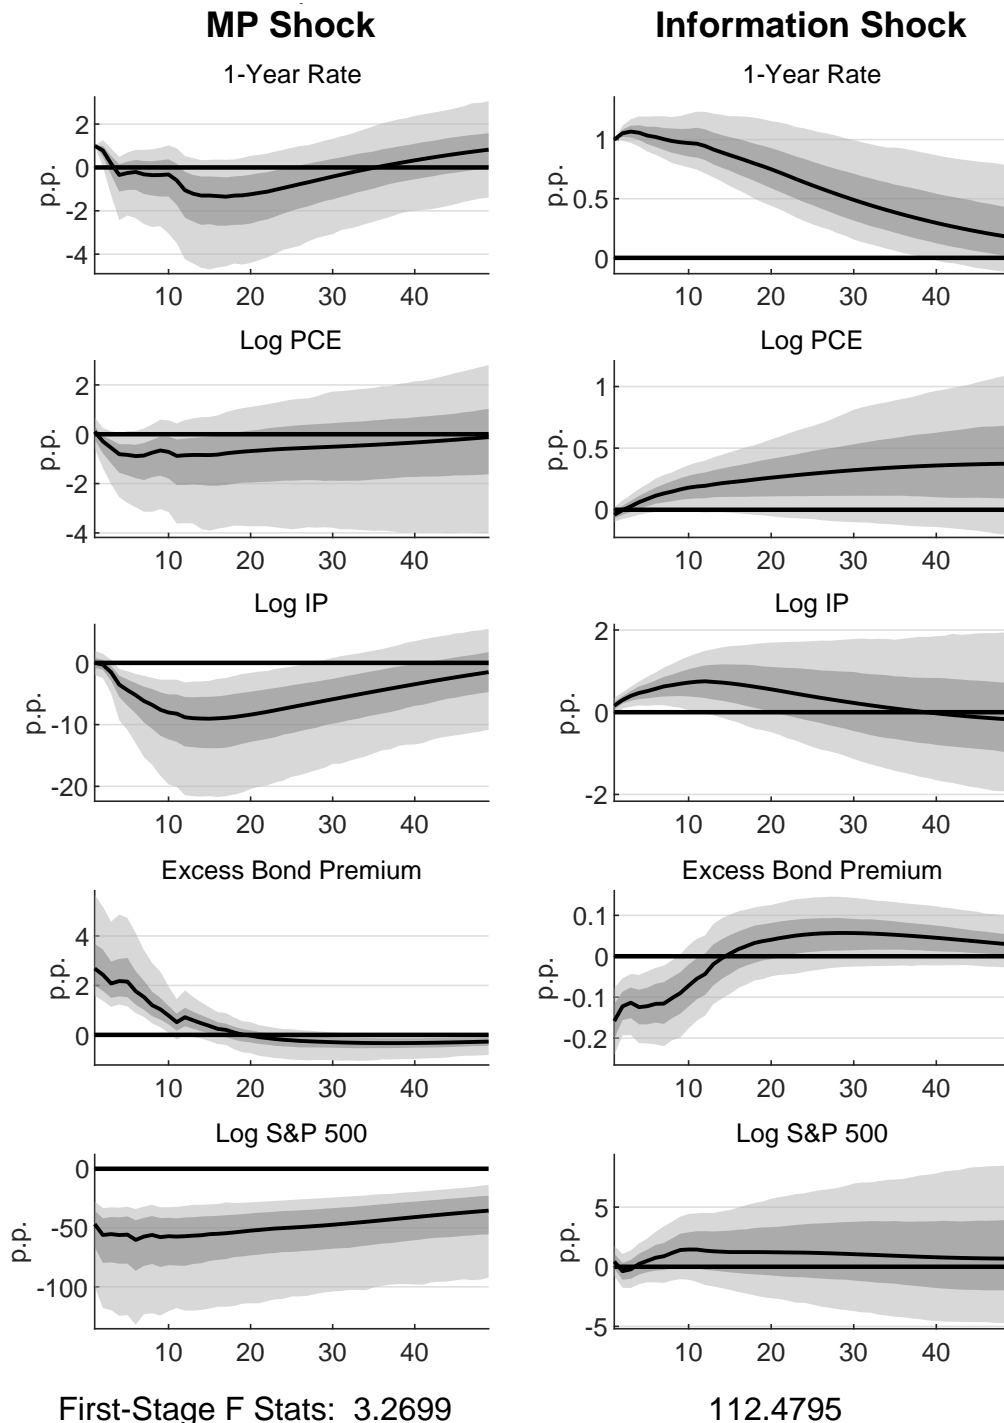 MP Shock
Information Shock
1-Year Rate
1-Year Rate
p.p.
2
0
-2
-4
10 20 30 40
p.p.
1
0.5
0
10 20 30 40
Log PCE
Log PCE
p.p.
2
0
-2
-4
10 20 30 40
p.p.
1
0.5
0
10 20 30 40
Log IP
Log IP
p.p.
0
-10
-20
10 20 30 40
p.p.
2
0
-2
10 20 30 40
Excess Bond Premium
Excess Bond Premium
p.p.
4
2
0
10 20 30 40
p.p.
0.1
0
-0.1
-0.2
10 20 30 40
Log S&P 500
Log S&P 500
p.p.
0
-50
-100
10 20 30 40
p.p.
5
0
-5
10 20 30 40
First-Stage F Stats: 3.2699 112.4795